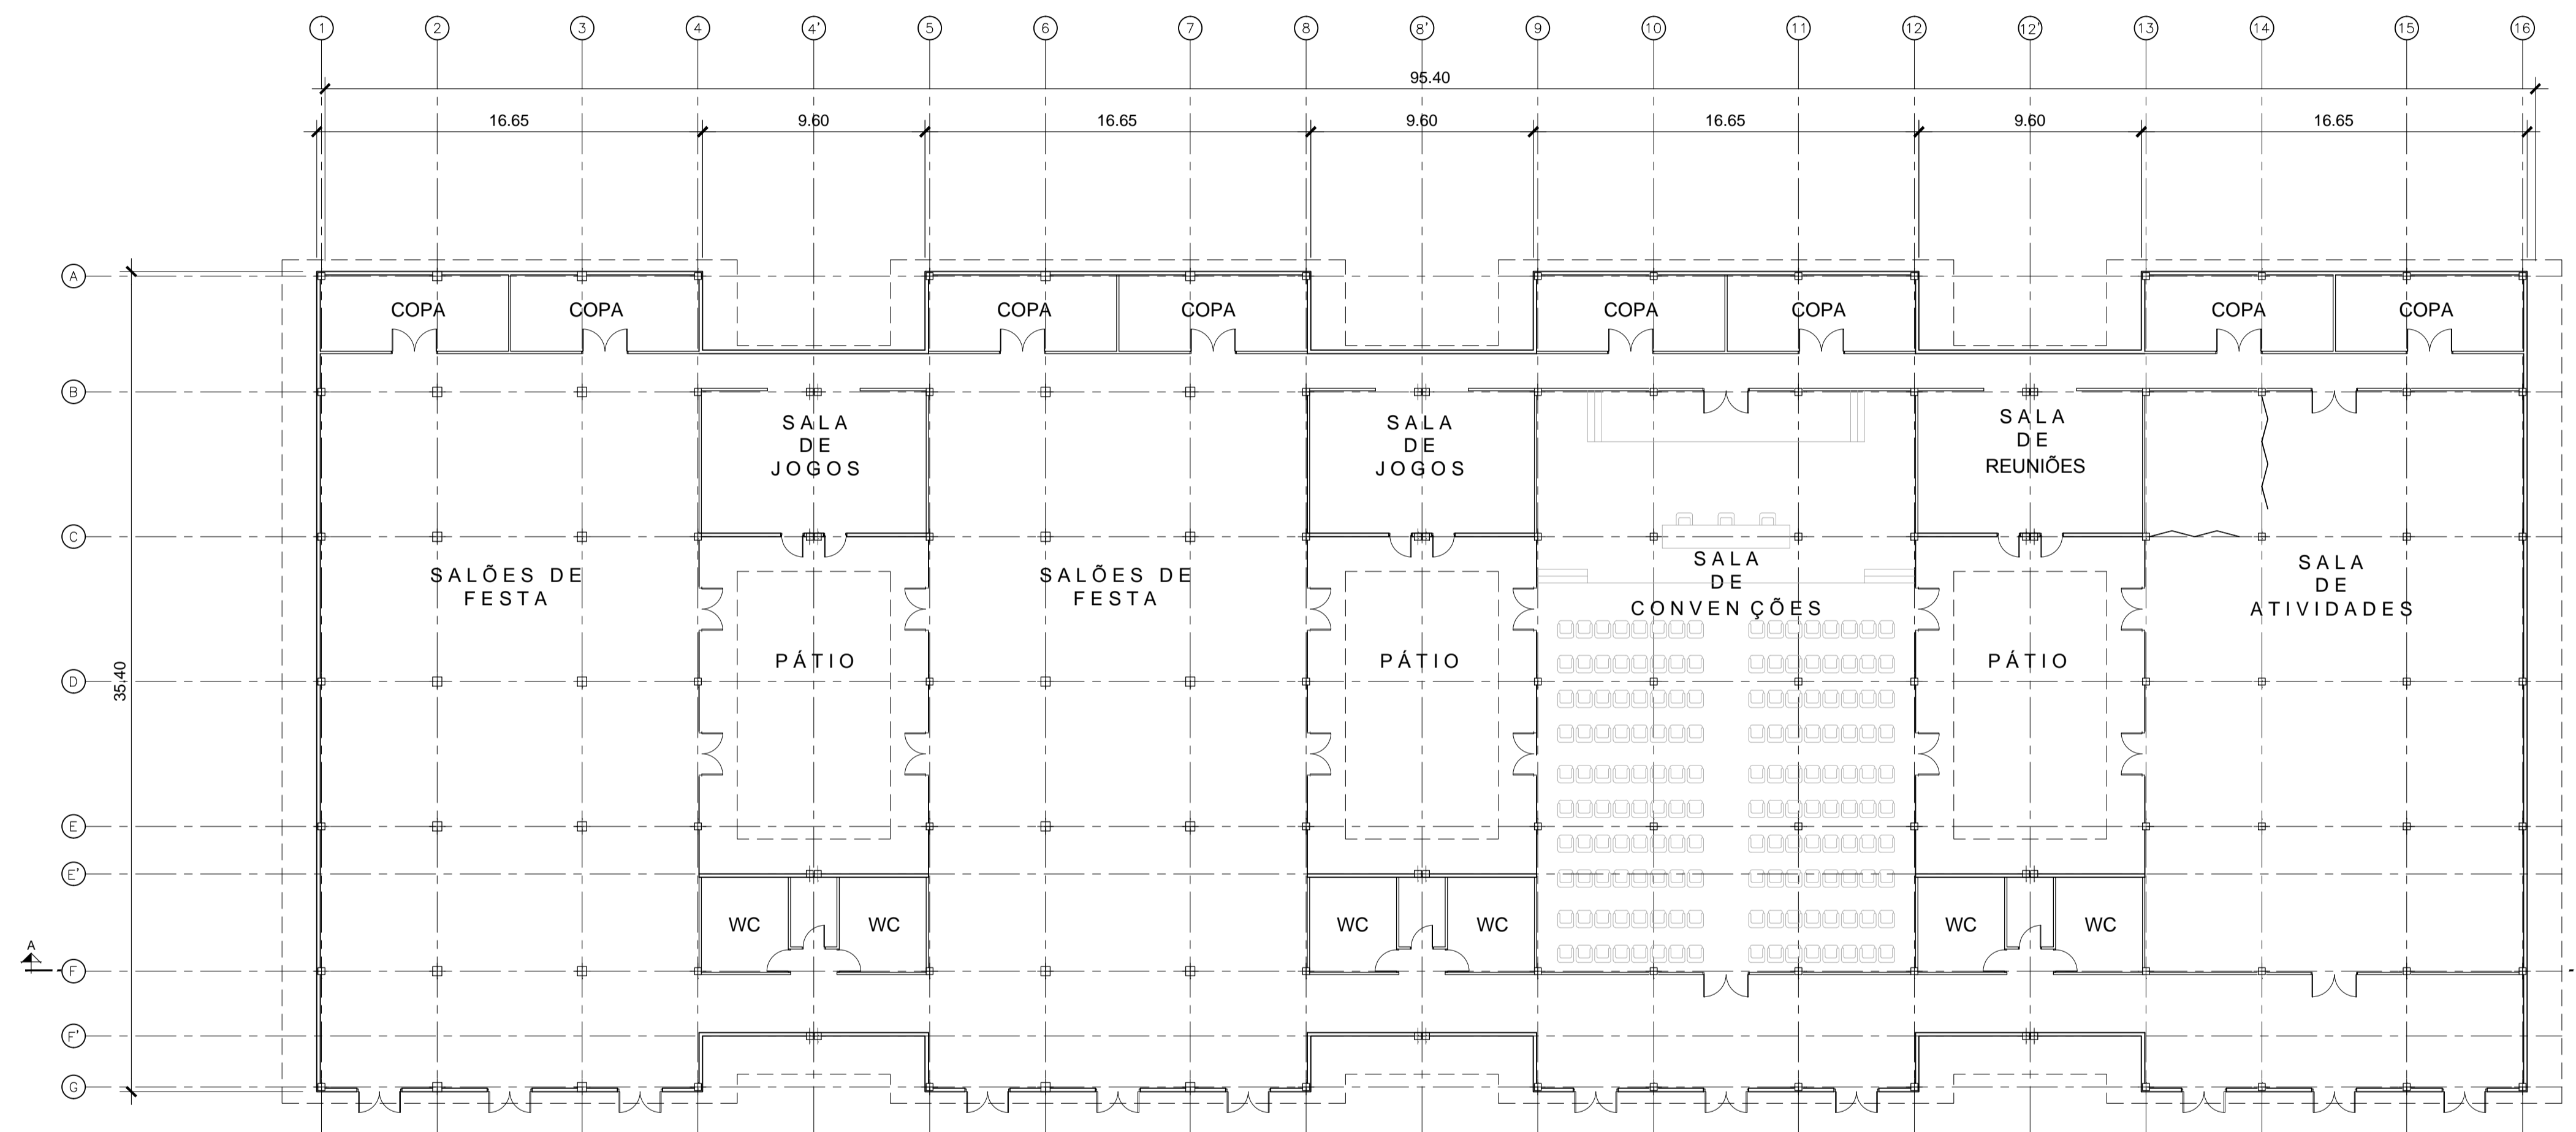 1 2 3 4 4' 5 6 7 8 8' 9 10 11 12 12' 13 14 15 16
95.40
16.65 9.60 16.65 9.60 16.65 9.60 16.65
A
COPA COPA COPA COPA COPA COPA COPA COPA
B
SALA SALA SALA
DE DE DE
JOGOS JOGOS REUNIÕES
C
SALA SALA
DE DE
CONVENÇÕES ATIVIDADES
SALÕES DE SALÕES DE
FESTA FESTA
PÁTIO PÁTIO PÁTIO
35.40
D
E
E'
WC WC WC WC WC WC
A
F
F'
G